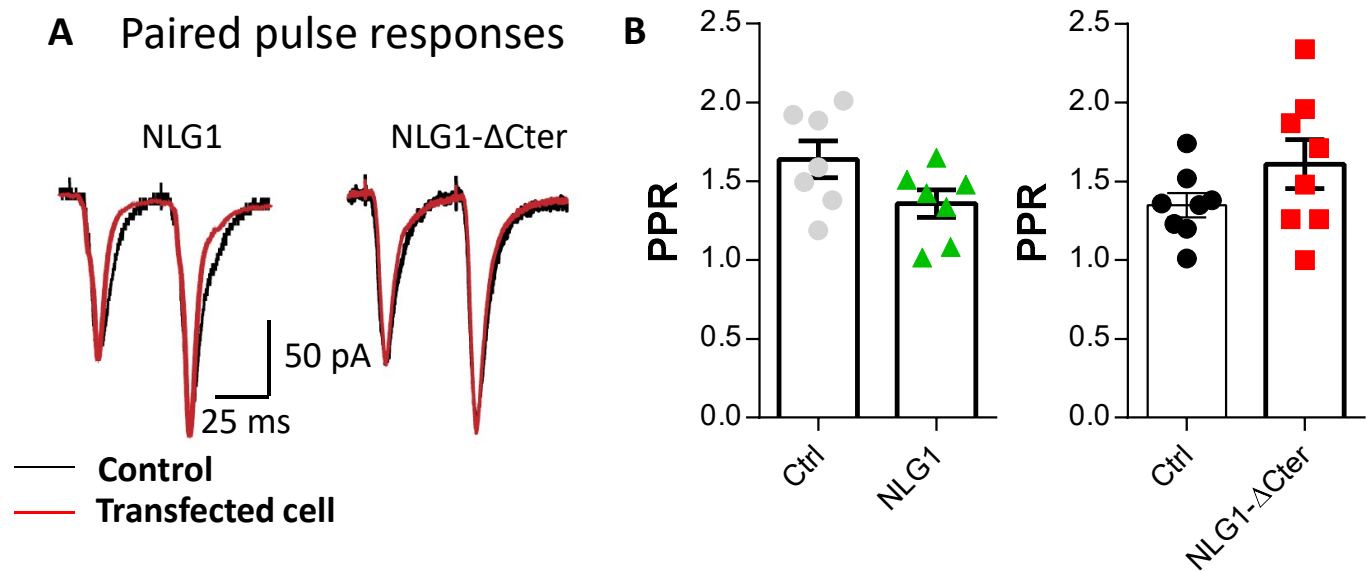 A Paired pulse responses
NLG1
NLG1-ΔCter
50 pA
25 ms
Control
Transfected cell
B
2.5
2.0
1.5
1.0
0.5
0.0
PPR
Ctrl
NLG1
2.5
2.0
1.5
1.0
0.5
0.0
PPR
Ctrl
NLG1-ΔCter